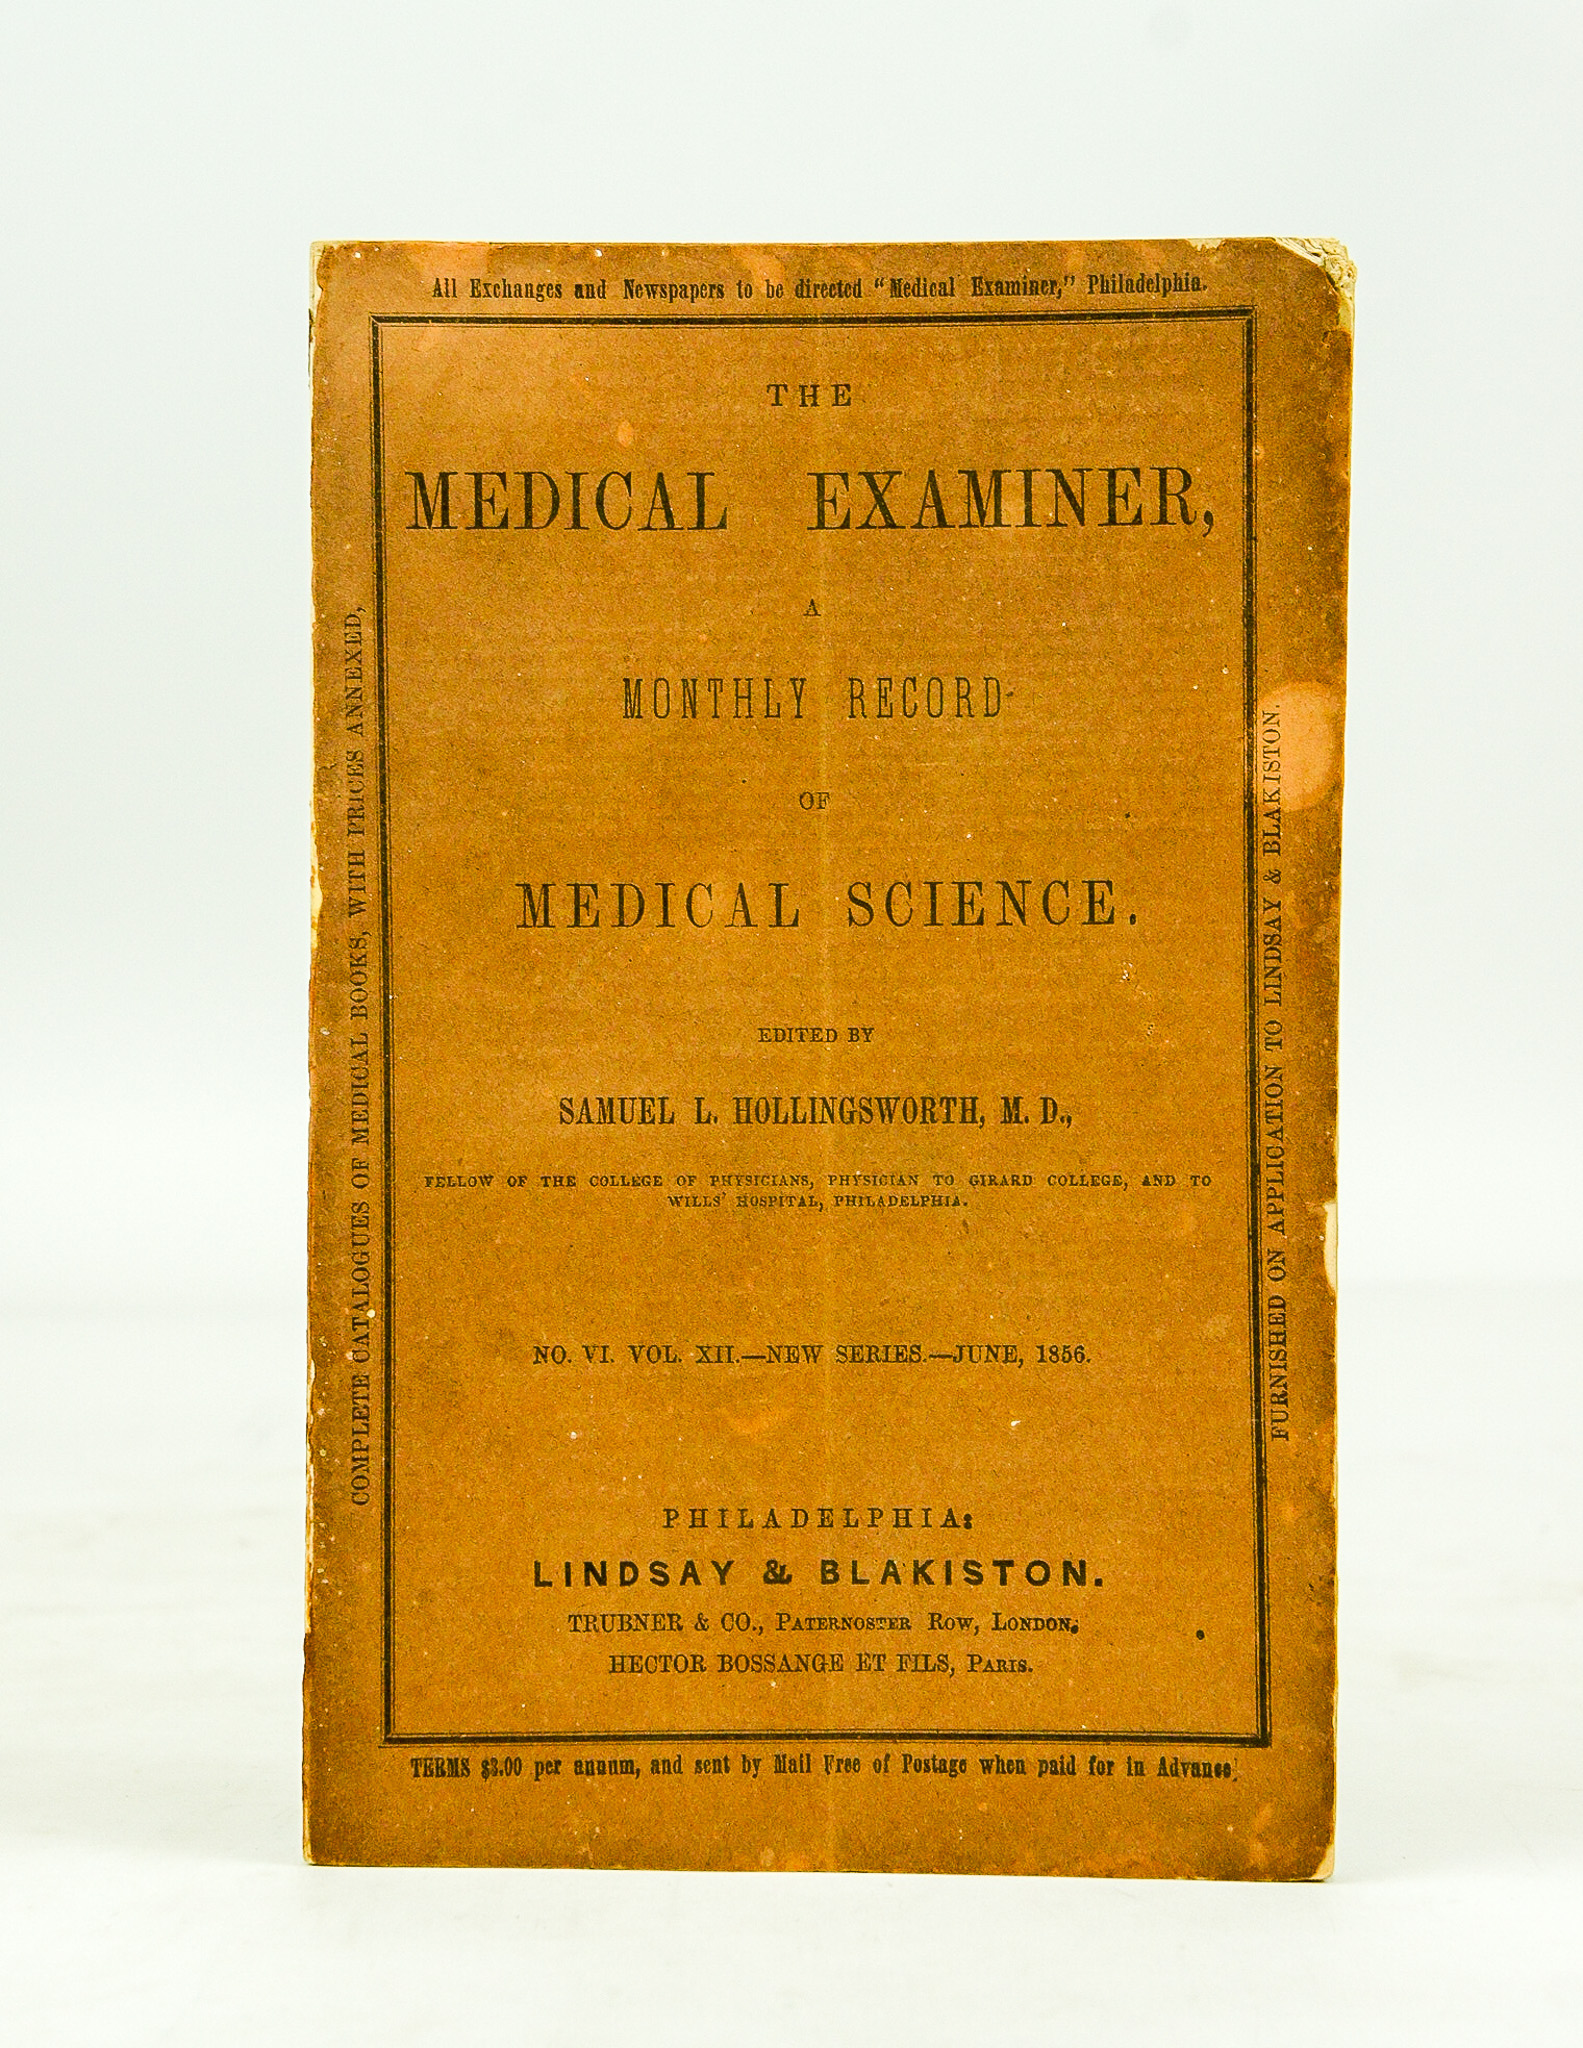 All Exchanges and Newspapers to be directed "Medical Examiner," Philadelphia.
THE
MEDICAL EXAMINER,
A
MONTHLY RECORD
OF
MEDICAL SCIENCE.
EDITED BY
SAMUEL L. HOLLINGSWORTH, M. D.,
FELLOW OF THE COLLEGE OF PHYSICIANS, PHYSICIAN TO GIRARD COLLEGE, AND TO
WILLS' HOSPITAL, PHILADELPHIA.
NO. VI. VOL. XII.—NEW SERIES.—JUNE, 1856.
PHILADELPHIA:
LINDSAY & BLAKISTON.
TRUBNER & CO., PATERNOSTER ROW, LONDON,
HECTOR BOSSANGE ET FILS, PARIS.
TERMS $3.00 per annum, and sent by Mail Free of Postage when paid for in Advance.
COMPLETE CATALOGUES OF MEDICAL BOOKS, WITH PRICES ANNEXED,
FURNISHED ON APPLICATION TO LINDSAY & BLAKISTON.